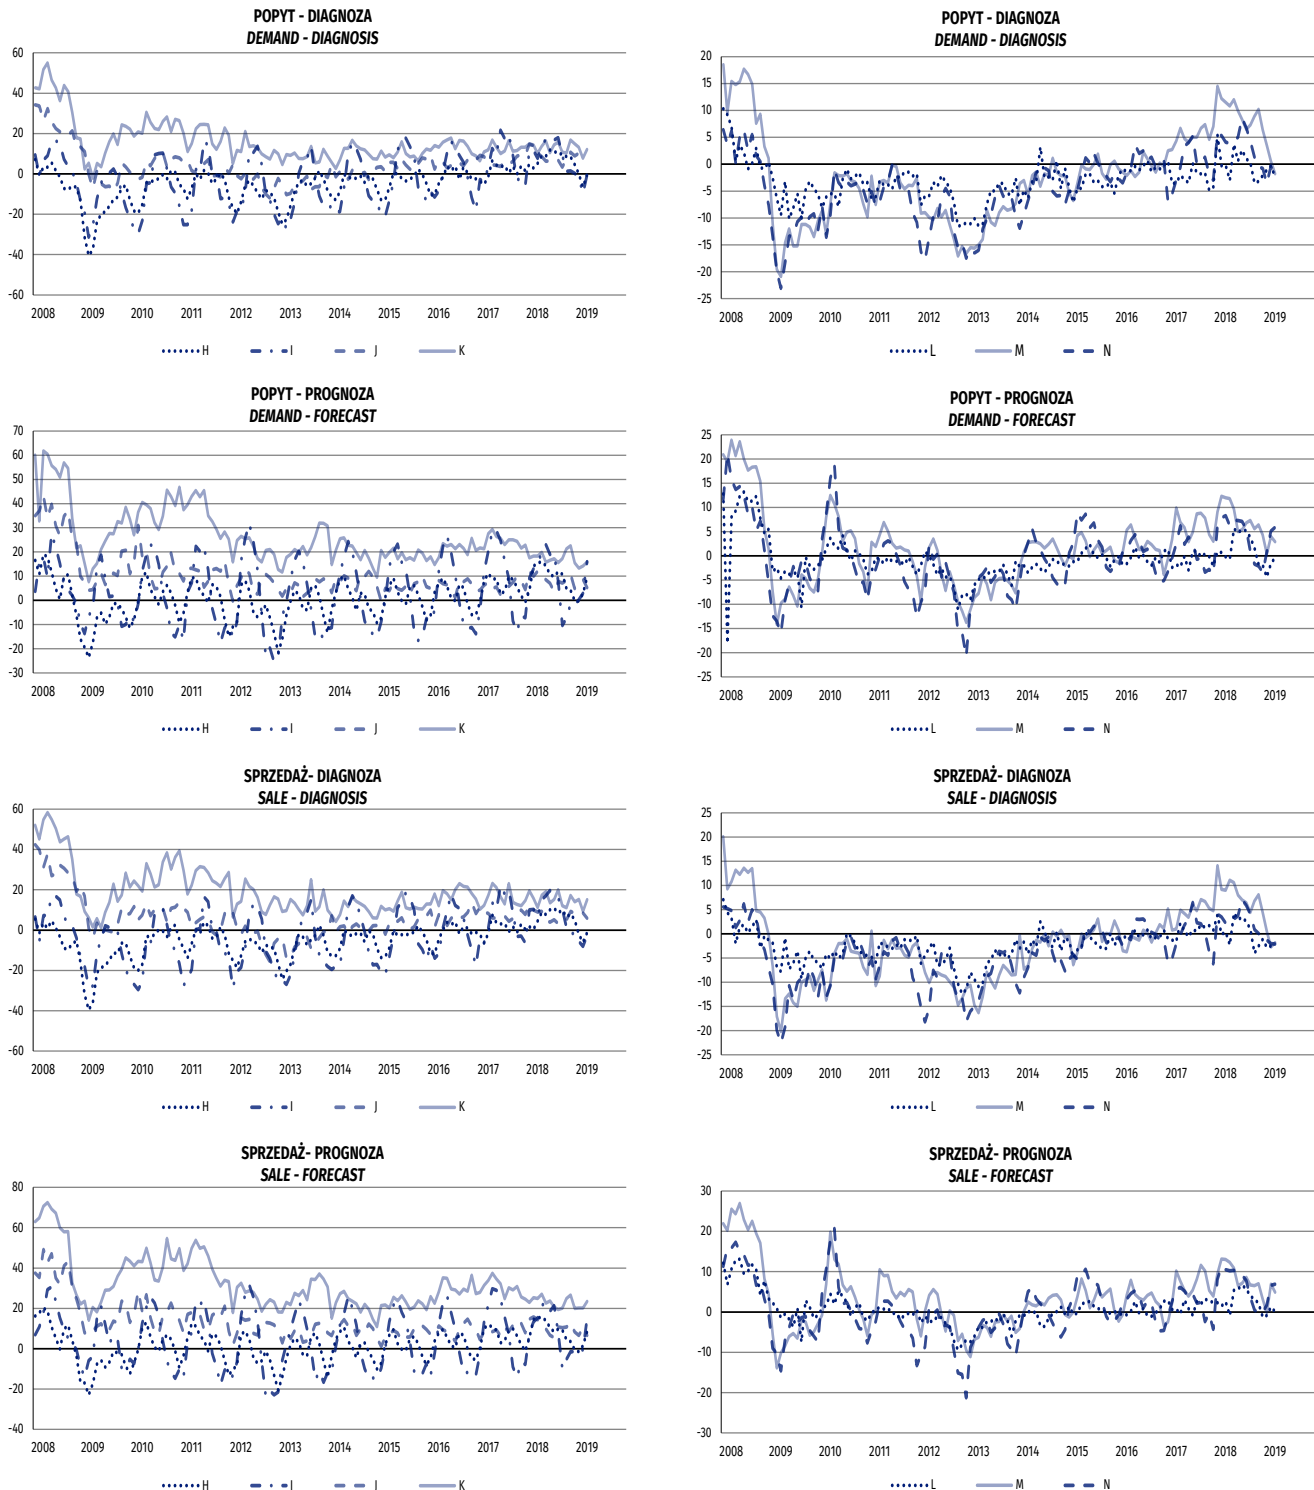 POPYT - DIAGNOZA
DEMAND - DIAGNOSIS
60
40
20
0
-20
-40
-60
2008 2009 2010 2011 2012 2013 2014 2015 2016 2017 2018 2019
H I J K
POPYT - DIAGNOZA
DEMAND - DIAGNOSIS
20
15
10
5
0
-5
-10
-15
-20
-25
2008 2009 2010 2011 2012 2013 2014 2015 2016 2017 2018 2019
L M N
POPYT - PROGNOZA
DEMAND - FORECAST
70
60
50
40
30
20
10
0
-10
-20
-30
2008 2009 2010 2011 2012 2013 2014 2015 2016 2017 2018 2019
H I J K
POPYT - PROGNOZA
DEMAND - FORECAST
25
20
15
10
5
0
-5
-10
-15
-20
-25
2008 2009 2010 2011 2012 2013 2014 2015 2016 2017 2018 2019
L M N
SPRZEDAŻ- DIAGNOZA
SALE - DIAGNOSIS
60
40
20
0
-20
-40
-60
2008 2009 2010 2011 2012 2013 2014 2015 2016 2017 2018 2019
H I J K
SPRZEDAŻ- DIAGNOZA
SALE - DIAGNOSIS
25
20
15
10
5
0
-5
-10
-15
-20
-25
2008 2009 2010 2011 2012 2013 2014 2015 2016 2017 2018 2019
L M N
SPRZEDAŻ- PROGNOZA
SALE - FORECAST
80
60
40
20
0
-20
-40
2008 2009 2010 2011 2012 2013 2014 2015 2016 2017 2018 2019
H I J K
SPRZEDAŻ- PROGNOZA
SALE - FORECAST
30
20
10
0
-10
-20
-30
2008 2009 2010 2011 2012 2013 2014 2015 2016 2017 2018 2019
L M N